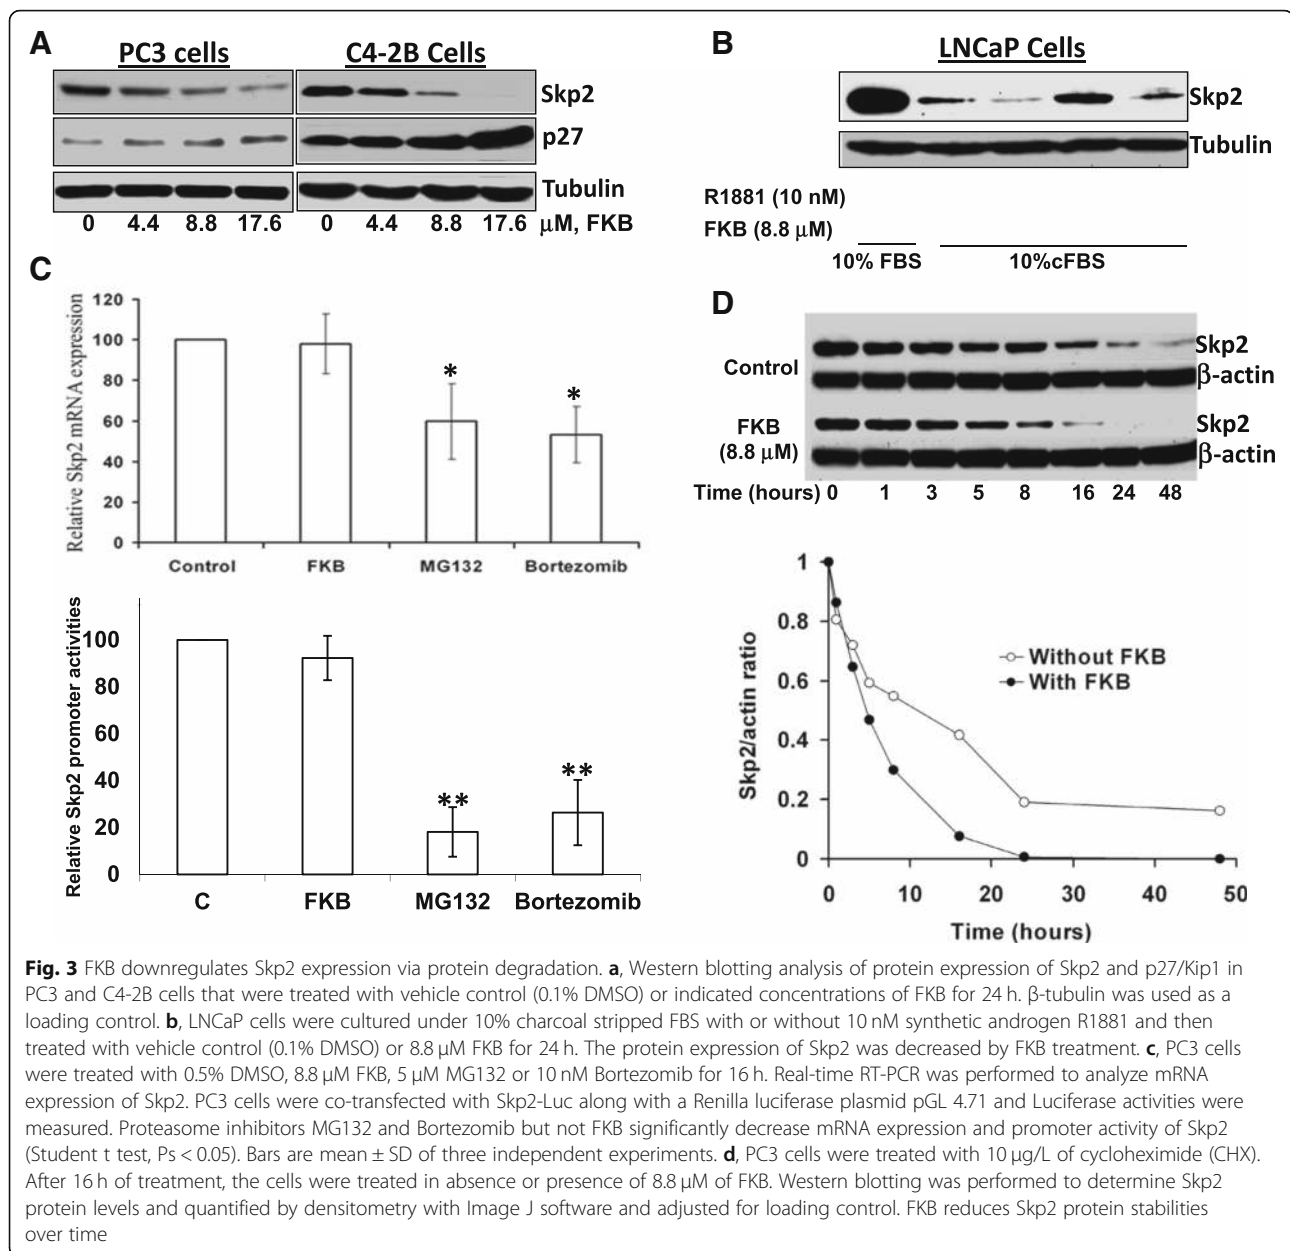 A
PC3 cells
C4-2B Cells
Skp2
p27
Tubulin
0 4.4 8.8 17.6 0 4.4 8.8 17.6 μM, FKB
B
LNCaP Cells
Skp2
Tubulin
R1881 (10 nM)
FKB (8.8 μM)
10% FBS 10%cFBS
C
Relative Skp2 mRNA expression
120
100
80
60
40
20
0
*
*
Control FKB MG132 Bortezomib
Relative Skp2 promoter activities
100
80
60
40
20
0
**
**
C FKB MG132 Bortezomib
D
Control
Skp2
β-actin
FKB
(8.8 μM)
Skp2
β-actin
Time (hours) 0 1 3 5 8 16 24 48
Skp2/actin ratio
1
0.8
0.6
0.4
0.2
0
Without FKB
With FKB
0 10 20 30 40 50
Time (hours)
Fig. 3 FKB downregulates Skp2 expression via protein degradation. a, Western blotting analysis of protein expression of Skp2 and p27/Kip1 in
PC3 and C4-2B cells that were treated with vehicle control (0.1% DMSO) or indicated concentrations of FKB for 24 h. β-tubulin was used as a
loading control. b, LNCaP cells were cultured under 10% charcoal stripped FBS with or without 10 nM synthetic androgen R1881 and then
treated with vehicle control (0.1% DMSO) or 8.8 μM FKB for 24 h. The protein expression of Skp2 was decreased by FKB treatment. c, PC3 cells
were treated with 0.5% DMSO, 8.8 μM FKB, 5 μM MG132 or 10 nM Bortezomib for 16 h. Real-time RT-PCR was performed to analyze mRNA
expression of Skp2. PC3 cells were co-transfected with Skp2-Luc along with a Renilla luciferase plasmid pGL 4.71 and Luciferase activities were
measured. Proteasome inhibitors MG132 and Bortezomib but not FKB significantly decrease mRNA expression and promoter activity of Skp2
(Student t test, Ps < 0.05). Bars are mean ± SD of three independent experiments. d, PC3 cells were treated with 10 μg/L of cycloheximide (CHX).
After 16 h of treatment, the cells were treated in absence or presence of 8.8 μM of FKB. Western blotting was performed to determine Skp2
protein levels and quantified by densitometry with Image J software and adjusted for loading control. FKB reduces Skp2 protein stabilities
over time